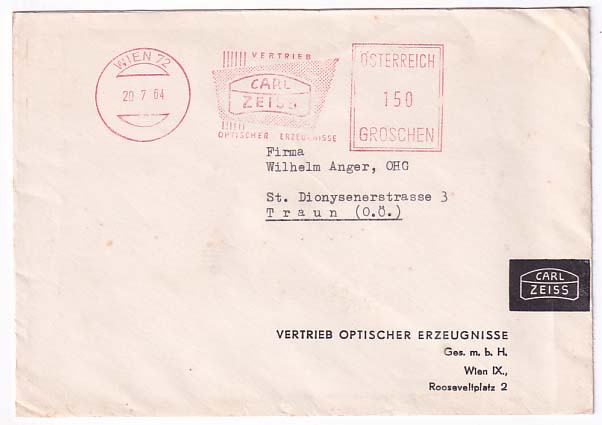 WIEN 72
20 7 64
VERTRIEB
CARL
ZEISS
OPTISCHER ERZEUGNISSE
ÖSTERREICH
150
GROSCHEN
Firma
Wilhelm Anger, OHG
St. Dionysenerstrasse 3
Traun (O.Ö.)
CARL
ZEISS
VERTRIEB OPTISCHER ERZEUGNISSE
Ges. m. b. H.
Wien IX.,
Rooseveltplatz 2